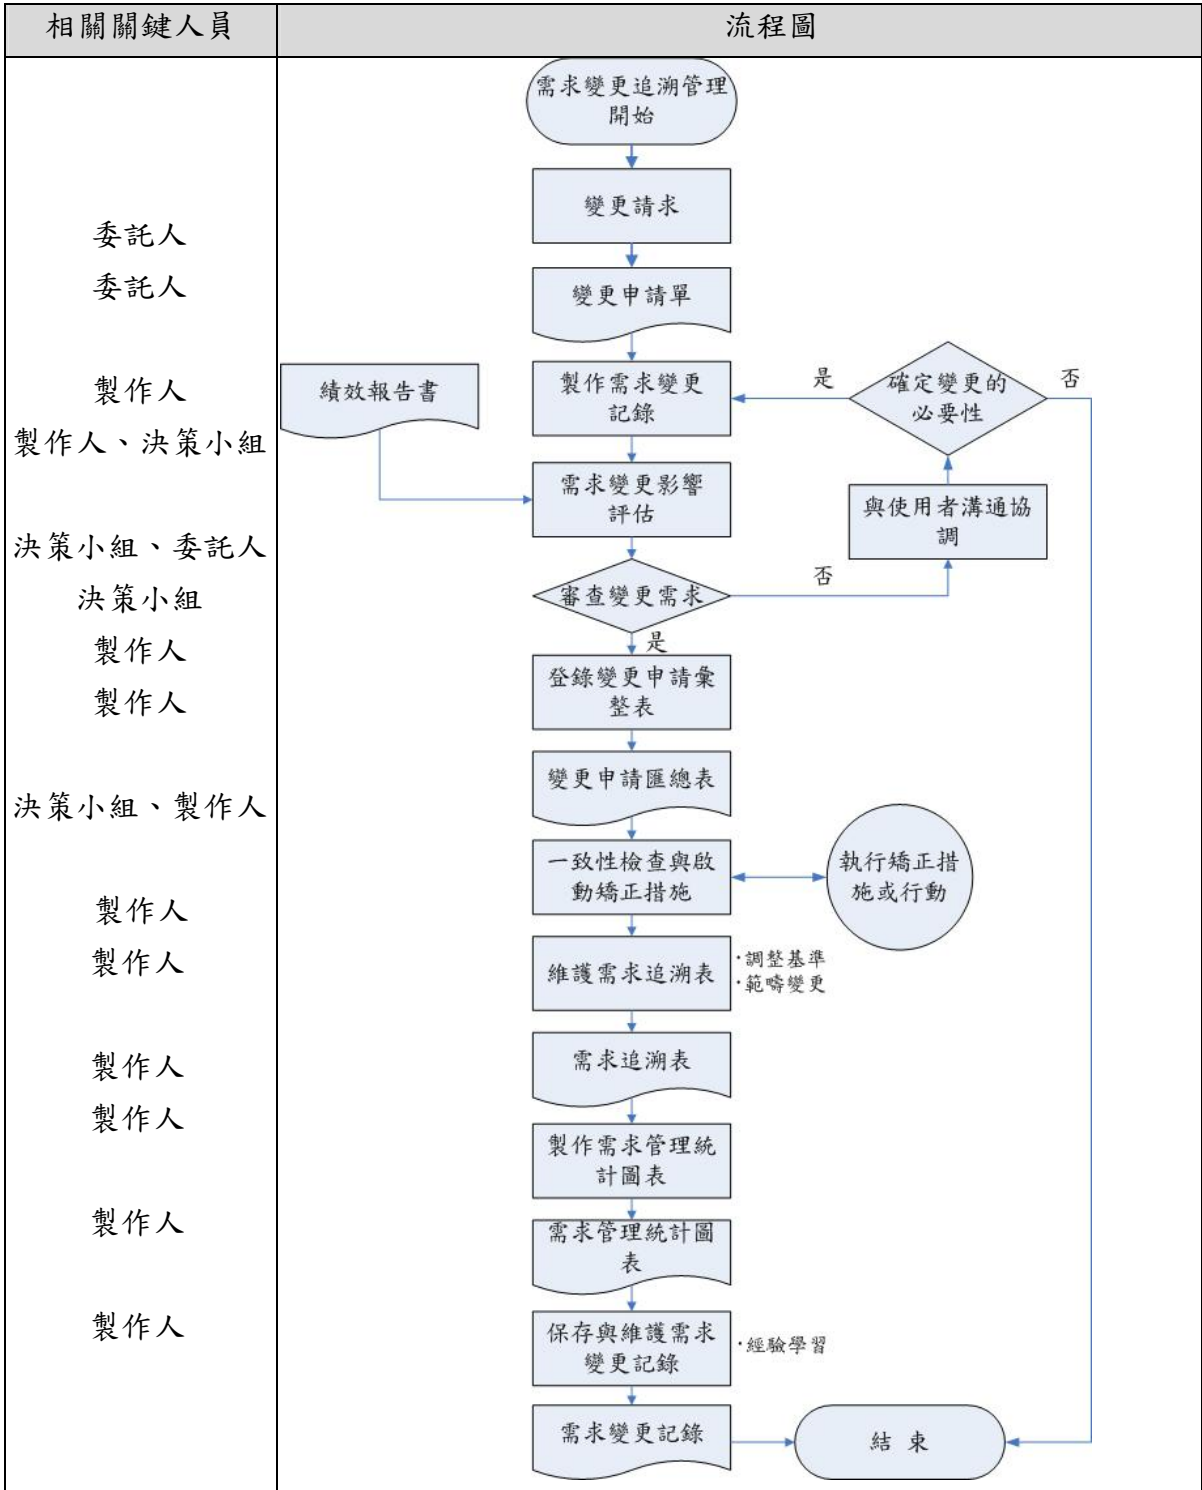 相關關鍵人員
流程圖
委託人
委託人
製作人
製作人、決策小組
決策小組、委託人
決策小組
製作人
製作人
決策小組、製作人
製作人
製作人
製作人
製作人
製作人
製作人
需求變更追溯管理
開始
變更請求
變更申請單
績效報告書
製作需求變更
記錄
是
確定變更的
必要性
否
需求變更影響
評估
與使用者溝通協
調
審查變更需求
否
是
登錄變更申請彙
整表
變更申請匯總表
一致性檢查與啟
動矯正措施
執行矯正措
施或行動
維護需求追溯表
·調整基準
·範疇變更
需求追溯表
製作需求管理統
計圖表
需求管理統計圖
表
保存與維護需求
變更記錄
·經驗學習
需求變更記錄
結 束